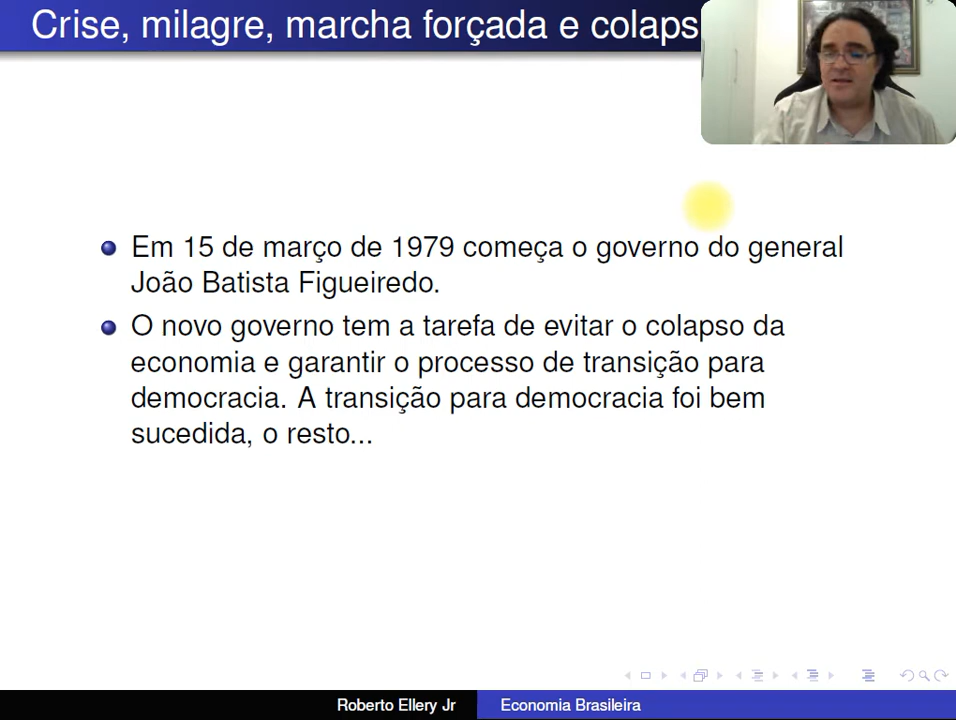 Crise, milagre, marcha forçada e colaps
Em 15 de março de 1979 começa o governo do general
João Batista Figueiredo.
O novo governo tem a tarefa de evitar o colapso da
economia e garantir o processo de transição para
democracia. A transição para democracia foi bem
sucedida, o resto...
Roberto Ellery Jr
Economia Brasileira